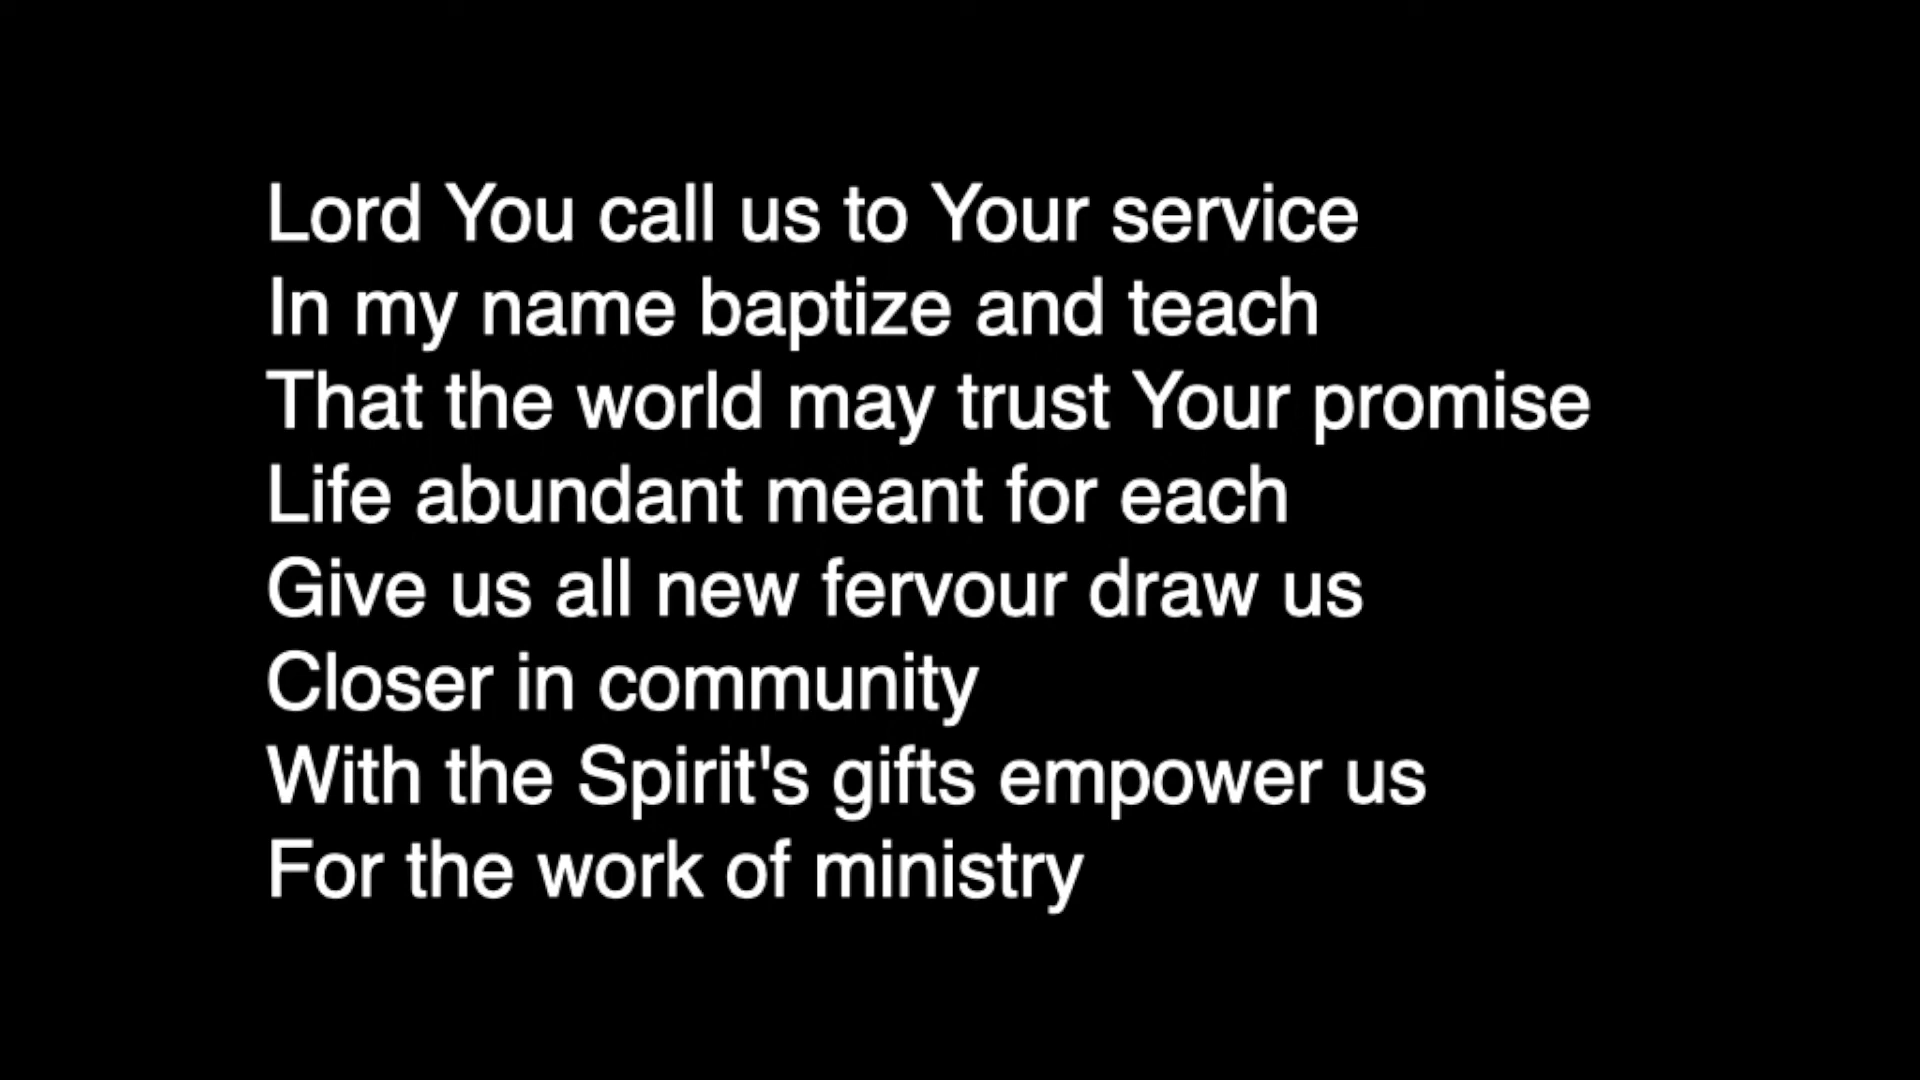 Lord You call us to Your service
In my name baptize and teach
That the world may trust Your promise
Life abundant meant for each
Give us all new fervour draw us
Closer in community
With the Spirit's gifts empower us
For the work of ministry